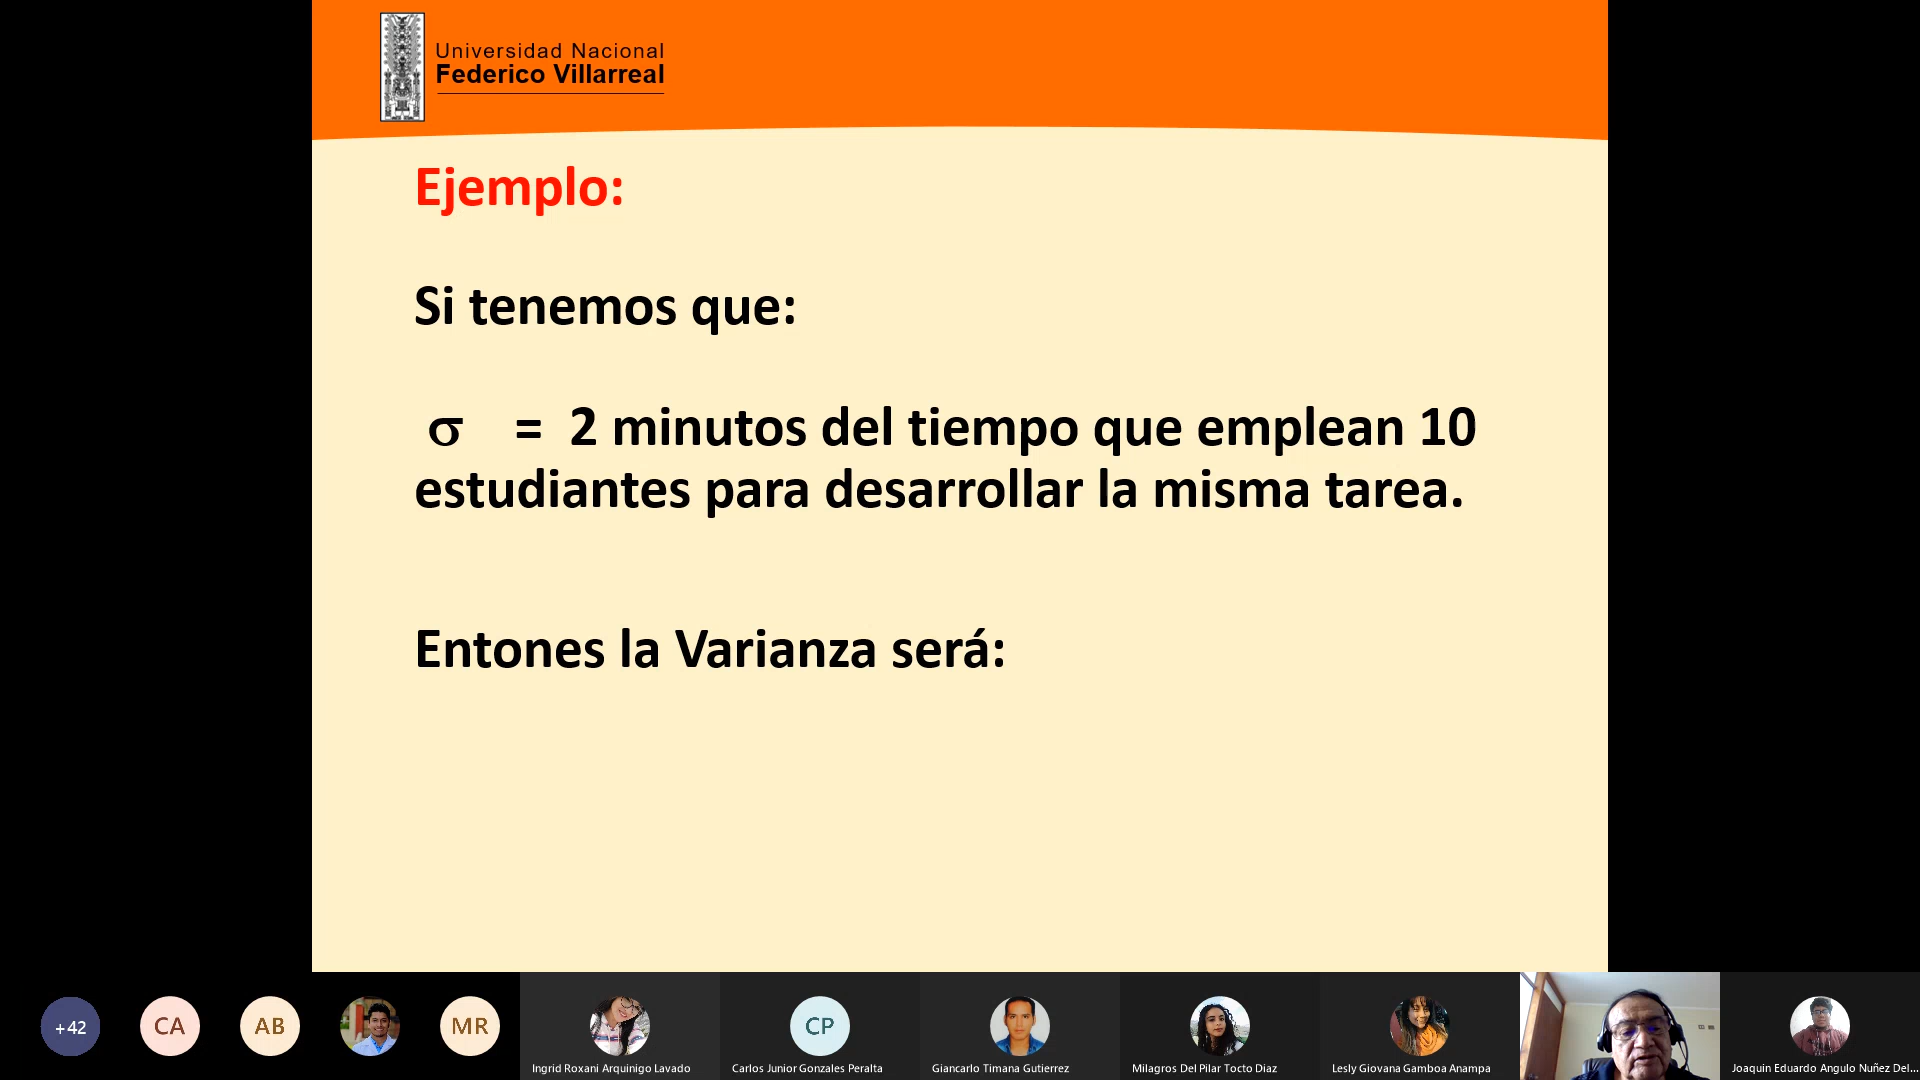 Universidad Nacional
Federico Villarreal
Ejemplo:
Si tenemos que:
σ = 2 minutos del tiempo que emplean 10
estudiantes para desarrollar la misma tarea.
Entones la Varianza será:
+42
CA
AB
MR
CP
Ingrid Roxani Arquinigo Lavado
Carlos Junior Gonzales Peralta
Giancarlo Timana Gutierrez
Milagros Del Pilar Tocto Diaz
Lesly Giovana Gamboa Anampa
Joaquin Eduardo Angulo Nuñez Del...